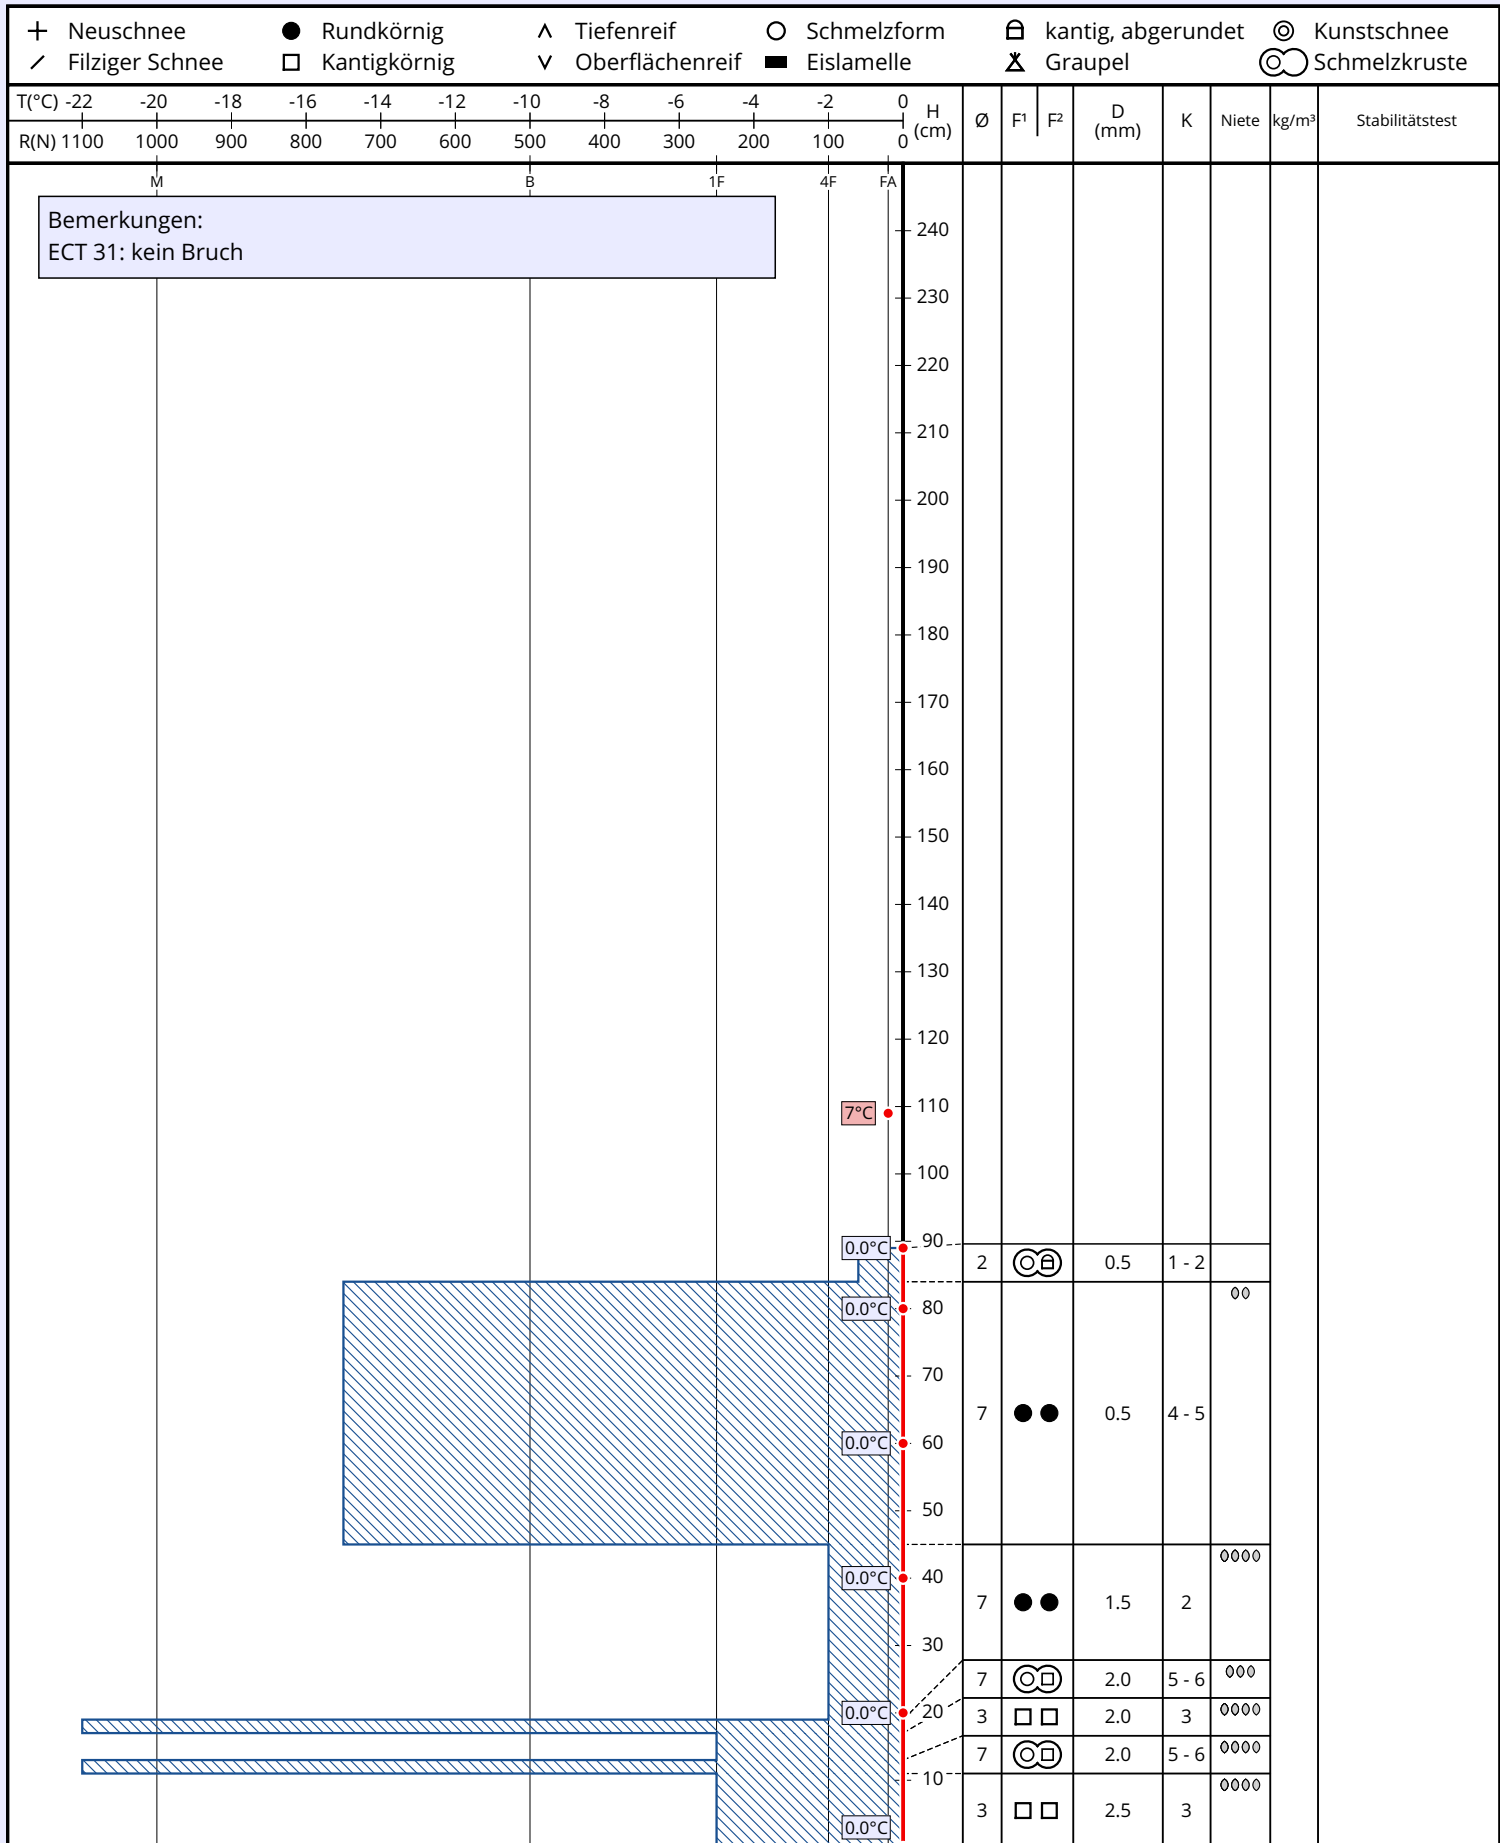 Neuschnee Rundkörnig Tiefenreif Schmelzform kantig, abgerundet Kunstschnee
Filziger Schnee Kantigkörnig Oberflächenreif Eislamelle Graupel Schmelzkruste
T(°C) -22 -20 -18 -16 -14 -12 -10 -8 -6 -4 -2 0
R(N) 1100 1000 900 800 700 600 500 400 300 200 100 0
H (cm) Ø F¹ F² D (mm) K Niete kg/m³ Stabilitätstest
M B 1F 4F FA
Bemerkungen:
ECT 31: kein Bruch
240
230
220
210
200
190
180
170
160
150
140
130
120
7°C 110
100
0.0°C 90
2 0.5 1 - 2
0.0°C 80
70
7 0.5 4 - 5
0.0°C 60
50
0.0°C 40
7 1.5 2
30
7 2.0 5 - 6
0.0°C 20 3 2.0 3
7 2.0 5 - 6
10
3 2.5 3
0.0°C